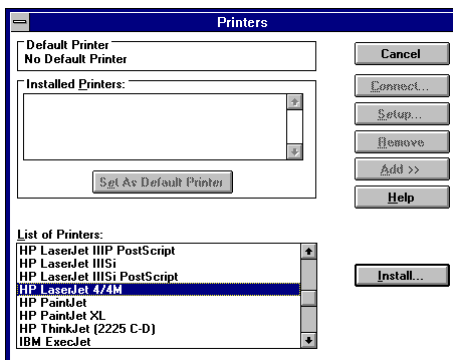 Printers
Default Printer
No Default Printer
Installed Printers:
Set As Default Printer
Cancel
Connect...
Setup...
Remove
Add >>
Help
List of Printers:
HP LaserJet IIIP PostScript
HP LaserJet IIISi
HP LaserJet IIISi PostScript
HP LaserJet 4/4M
HP PaintJet
HP PaintJet XL
HP ThinkJet (2225 C-D)
IBM ExecJet
Install...